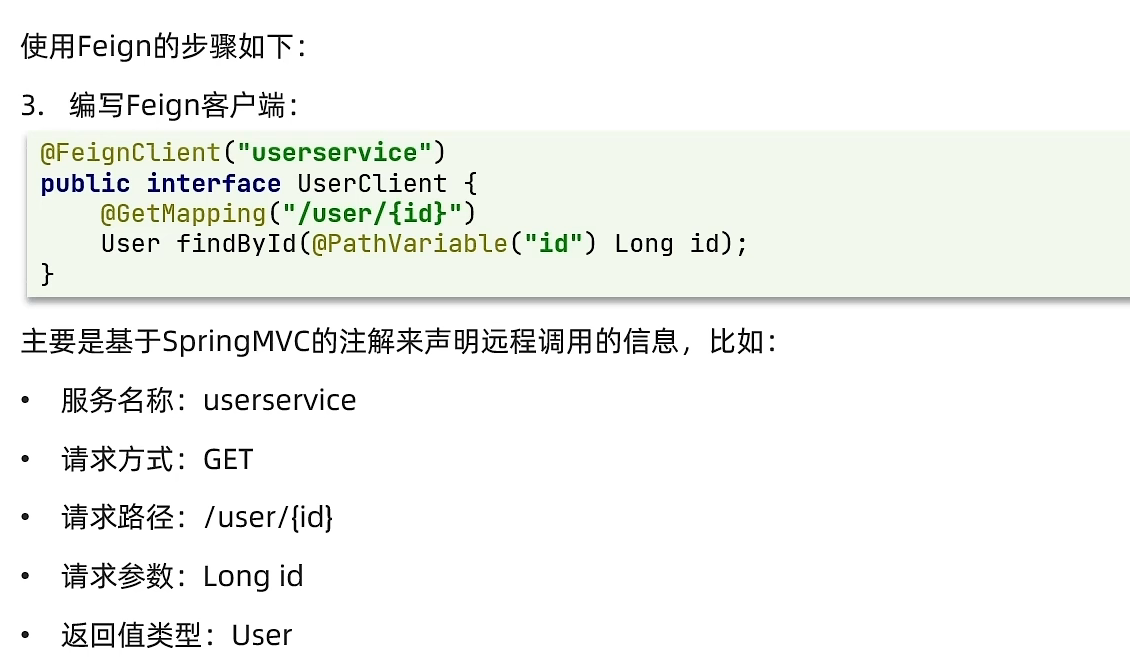 使用Feign的步骤如下：
3. 编写Feign客户端：
@FeignClient("userservice")
public interface UserClient {
    @GetMapping("/user/{id}")
    User findById(@PathVariable("id") Long id);
}
主要是基于SpringMVC的注解来声明远程调用的信息，比如：
• 服务名称：userservice
• 请求方式：GET
• 请求路径：/user/{id}
• 请求参数：Long id
• 返回值类型：User